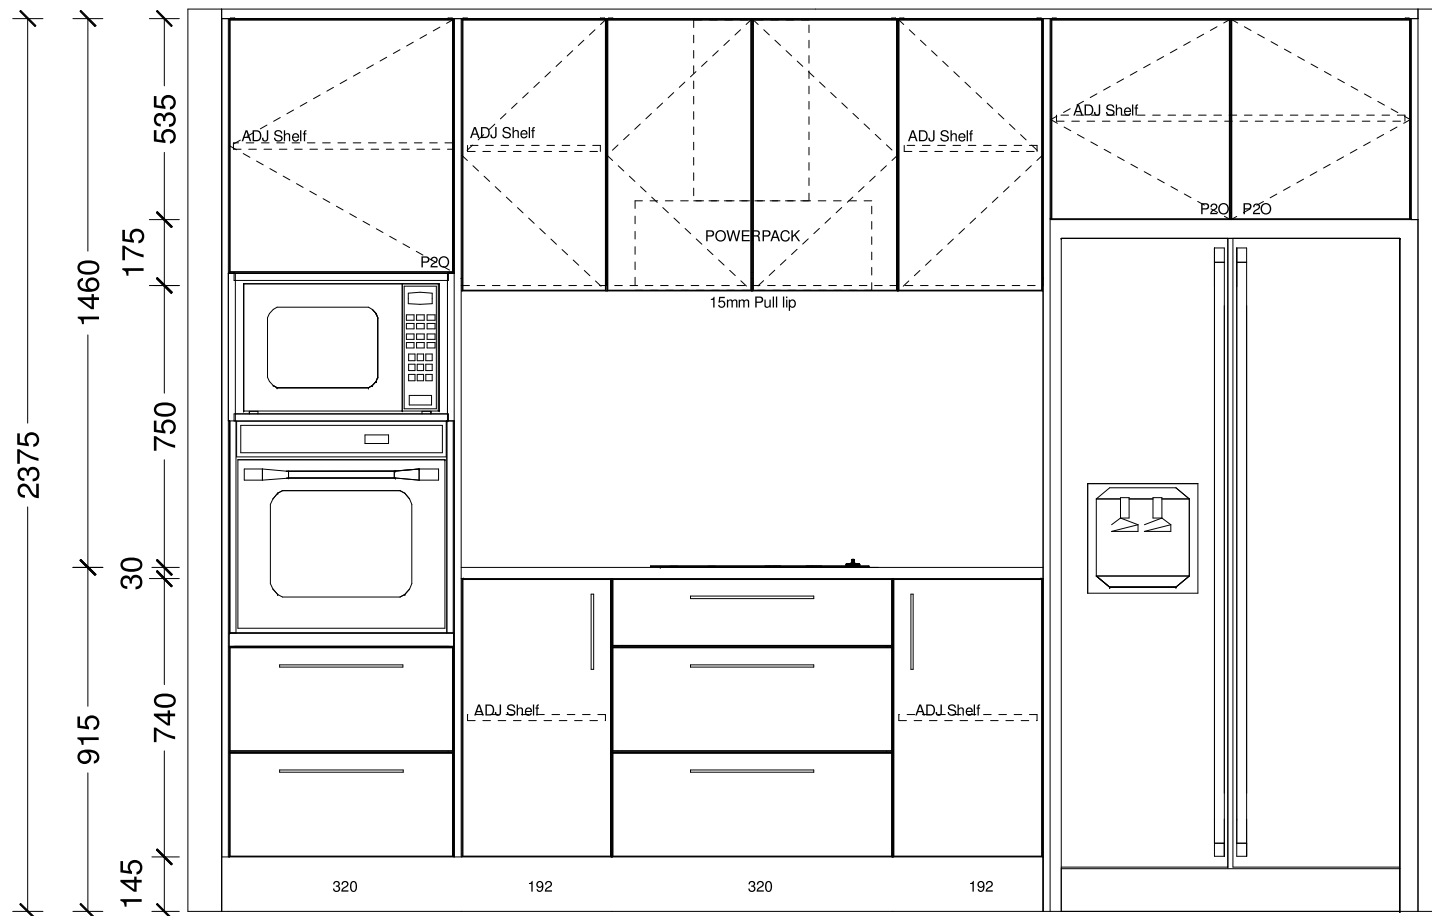 2375
1460
915
535
175
750
30
740
145
ADJ Shelf
ADJ Shelf
ADJ Shelf
ADJ Shelf
P2O
P2O
P2O
POWERPACK
15mm Pull lip
ADJ Shelf
ADJ Shelf
320
192
320
192